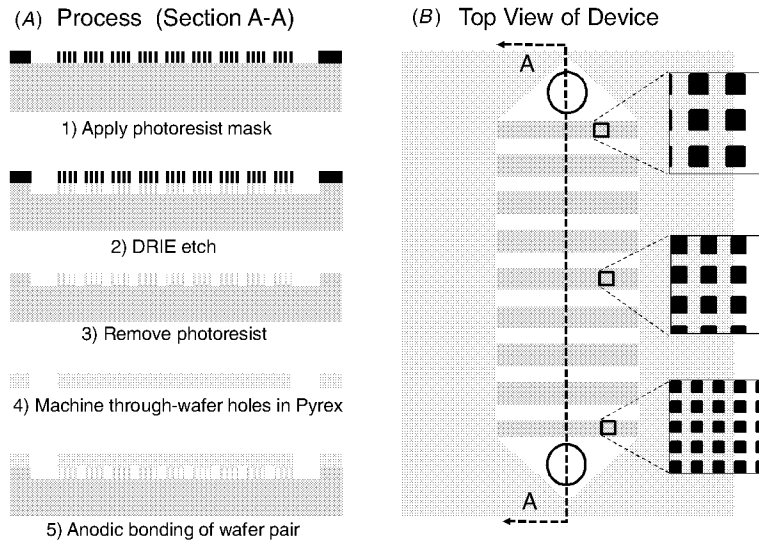 (A) Process (Section A-A)
1) Apply photoresist mask
2) DRIE etch
3) Remove photoresist
4) Machine through-wafer holes in Pyrex
5) Anodic bonding of wafer pair
(B) Top View of Device
A
A